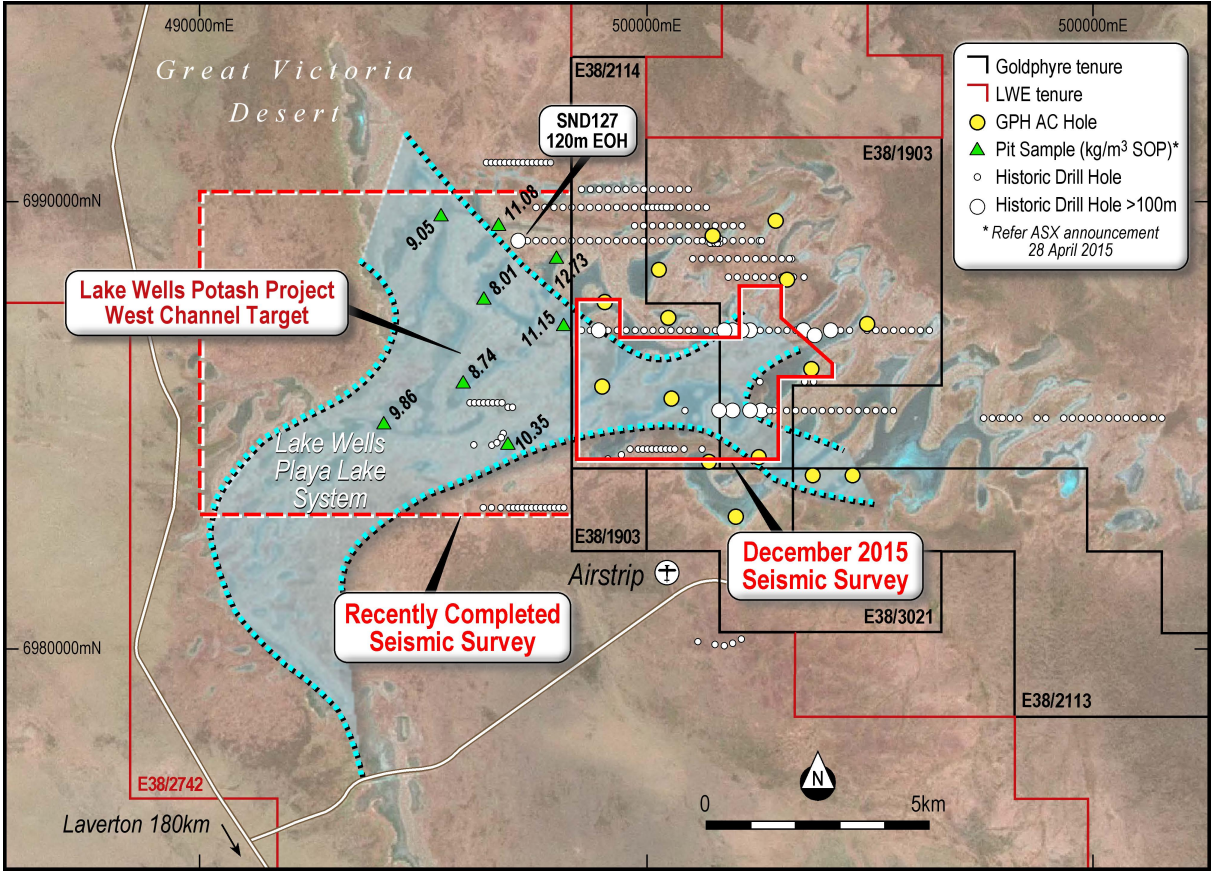 490000mE
500000mE
500000mE
Great Victoria
Desert
E38/2114
Goldphyre tenure
LWE tenure
GPH AC Hole
Pit Sample (kg/m³ SOP)*
Historic Drill Hole
Historic Drill Hole >100m
* Refer ASX announcement
28 April 2015
SND127
120m EOH
E38/1903
6990000mN
9.05
11.08
12.73
8.01
11.15
Lake Wells Potash Project
West Channel Target
8.74
9.86
10.35
Lake Wells
Playa Lake
System
E38/1903
December 2015
Seismic Survey
Airstrip
Recently Completed
Seismic Survey
E38/3021
6980000mN
E38/2113
E38/2742
N
0
5km
Laverton 180km